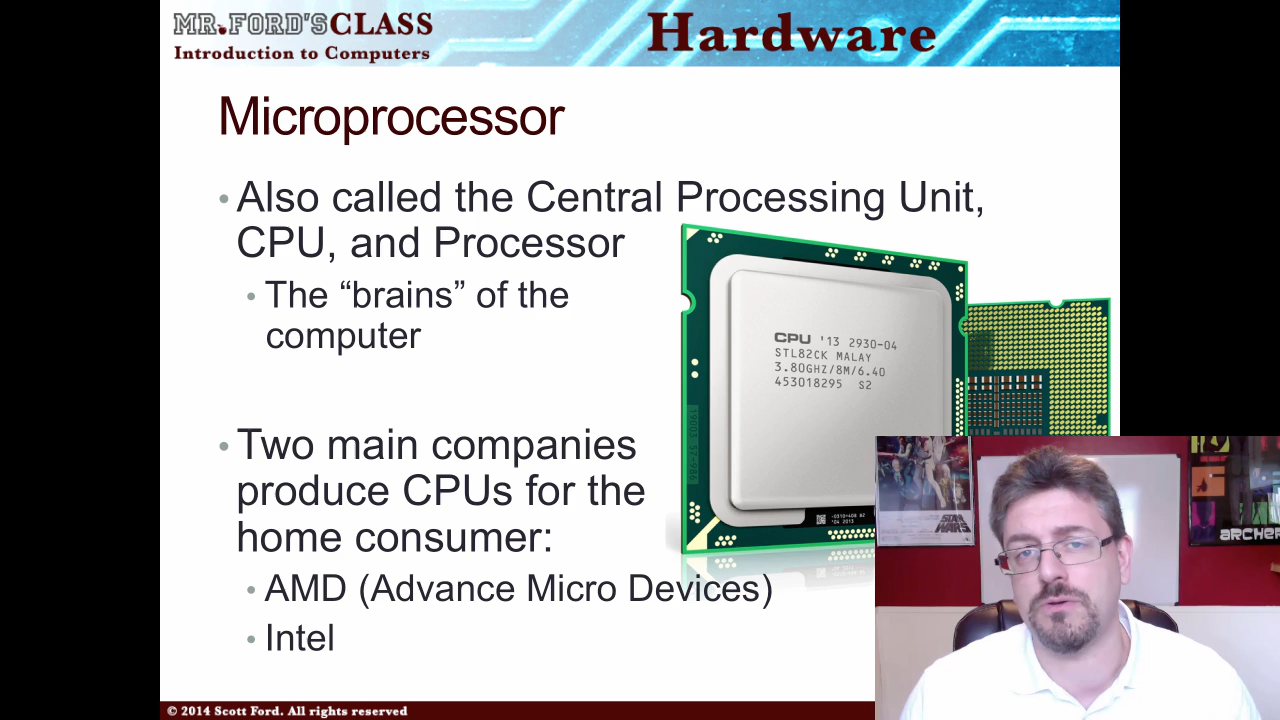 MR.FORD'S CLASS
Introduction to Computers
Hardware
Microprocessor
• Also called the Central Processing Unit,
CPU, and Processor
• The “brains” of the
computer
• Two main companies
produce CPUs for the
home consumer:
• AMD (Advance Micro Devices)
• Intel
CPU '13 2930-04
STL82CK MALAY
3.80GHZ/8M/6.40
453018295 S2
STAR
WARS
ARCHER
© 2014 Scott Ford. All rights reserved